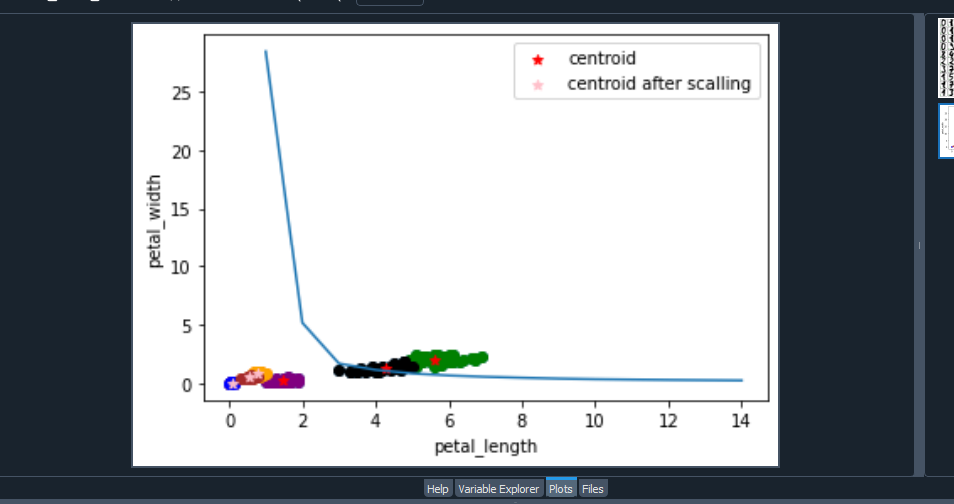 centroid
centroid after scalling
25
20
15
10
5
0
petal_width
0 2 4 6 8 10 12 14
petal_length
Help Variable Explorer Plots Files